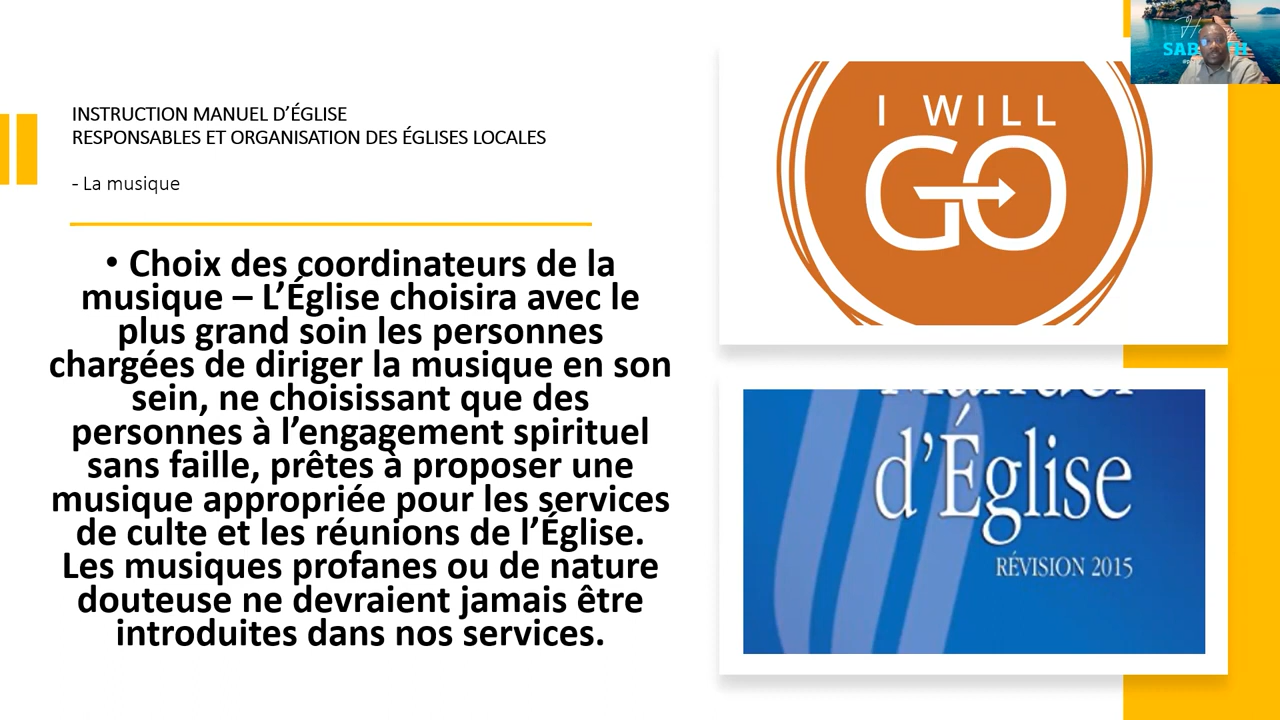 INSTRUCTION MANUEL D’ÉGLISE
RESPONSABLES ET ORGANISATION DES ÉGLISES LOCALES
- La musique
• Choix des coordinateurs de la
musique – L’Église choisira avec le
plus grand soin les personnes
chargées de diriger la musique en son
sein, ne choisissant que des
personnes à l’engagement spirituel
sans faille, prêtes à proposer une
musique appropriée pour les services
de culte et les réunions de l’Église.
Les musiques profanes ou de nature
douteuse ne devraient jamais être
introduites dans nos services.
I WILL
GO
Manuel
d’Église
RÉVISION 2015